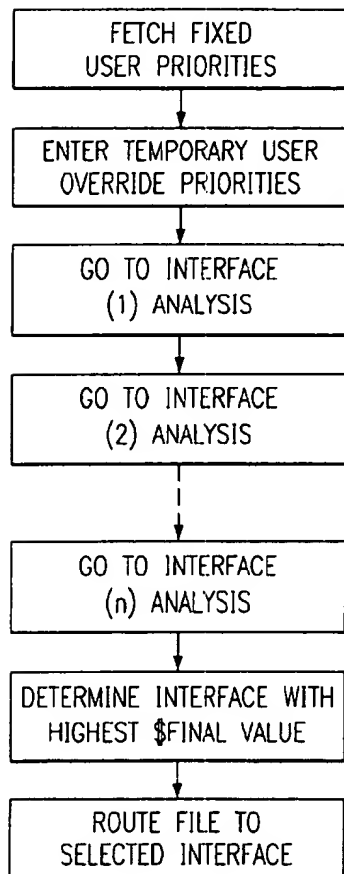 FETCH FIXED
USER PRIORITIES
ENTER TEMPORARY USER
OVERRIDE PRIORITIES
GO TO INTERFACE
(1) ANALYSIS
GO TO INTERFACE
(2) ANALYSIS
GO TO INTERFACE
(n) ANALYSIS
DETERMINE INTERFACE WITH
HIGHEST $FINAL VALUE
ROUTE FILE TO
SELECTED INTERFACE